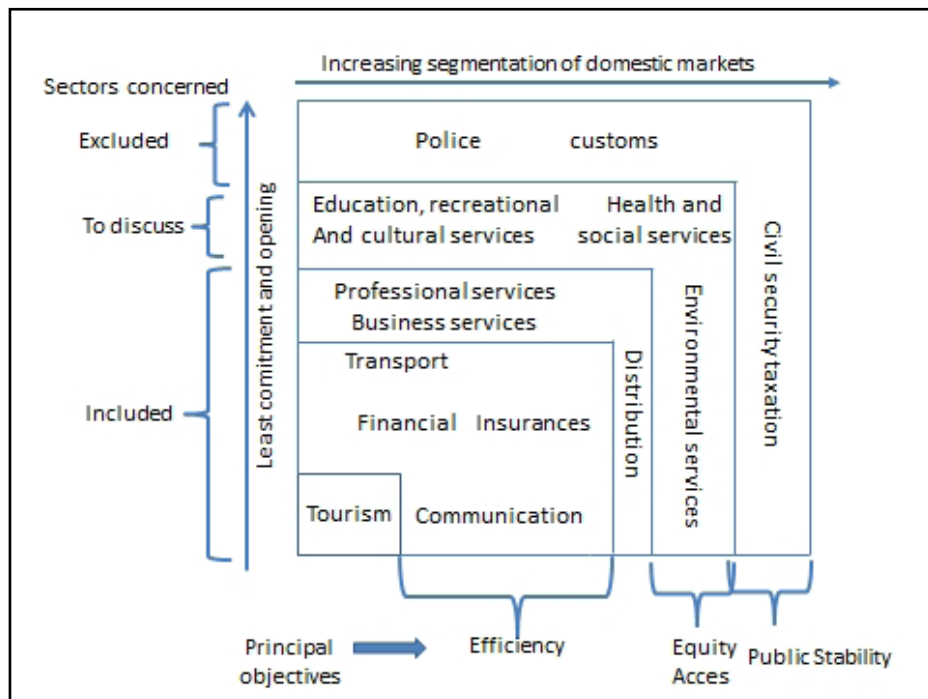 Increasing segmentation of domestic markets
Sectors concerned
Excluded
Police customs
To discuss
Education, recreational Health and
And cultural services social services
Included
Professional services
Business services
Transport
Financial Insurances
Tourism Communication
Least comitment and opening
Distribution
Environmental services
Civil security taxation
Principal
objectives
Efficiency
Equity
Acces
Public Stability